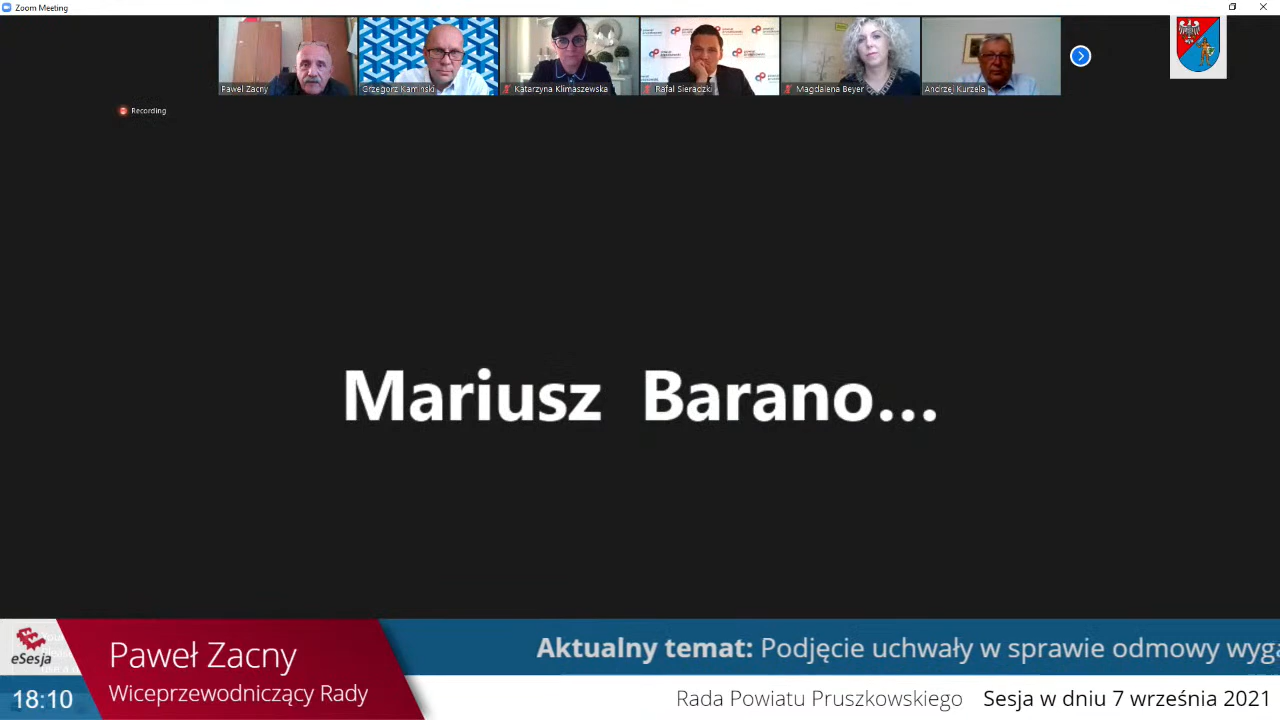 Zoom Meeting
Paweł Zacny
Grzegorz Kamiński
Katarzyna Klimaszewska
Rafał Sieradzki
Magdalena Beyer
Andrzej Kurzela
Recording
Mariusz Barano...
eSesja
Paweł Zacny
Wiceprzewodniczący Rady
Aktualny temat: Podjęcie uchwały w sprawie odmowy wyga
18:10
Rada Powiatu Pruszkowskiego Sesja w dniu 7 września 2021